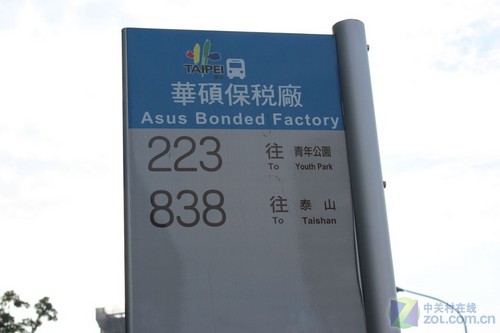 TAIPEI
華碩保税廠
Asus Bonded Factory
223 往 青年公園
To Youth Park
838 往 泰山
To Taishan
中关村在线
ZOL.com.cn